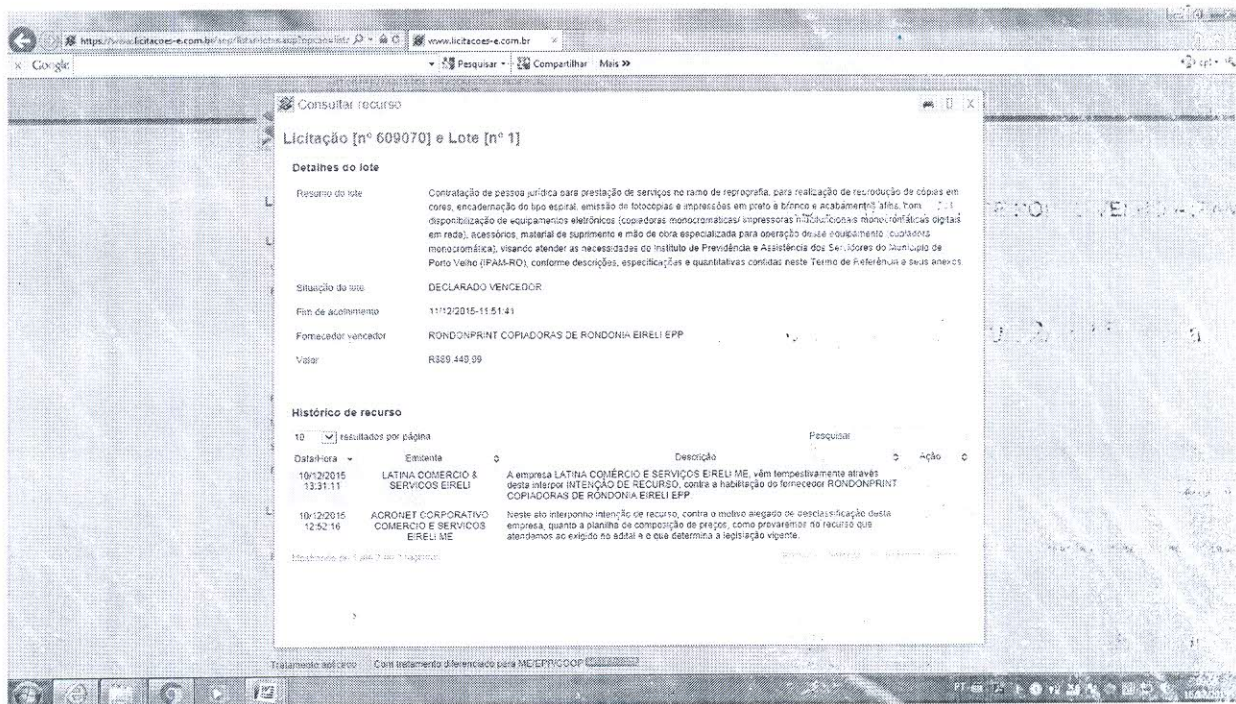 https://www.licitacoes-e.com.br/aop/listar-lotes.aop?opcao=list
www.licitacoes-e.com.br
Google
Pesquisar
Compartilhar
Mais »
Consultar recurso
Licitação [nº 609070] e Lote [nº 1]
Detalhes do lote
Resumo do lote
Contratação de pessoa jurídica para prestação de serviços no ramo de reprografia, para realização de reprodução de cópias em
cores, encadernação do tipo espiral, emissão de fotocópias e impressões em preto e branco e acabamentos afins, com
disponibilização de equipamentos eletrônicos (copiadoras monocromáticas/ impressoras multifuncionais monocromáticas digitais
em rede), acessórios, material de suprimento e mão de obra especializada para operação desse equipamento (copiadora
monocromática), visando atender as necessidades do Instituto de Previdência e Assistência dos Servidores do Município de
Porto Velho (IPAM-RO), conforme descrições, especificações e quantitativas contidas neste Termo de Referência e seus anexos.
Situação do lote
DECLARADO VENCEDOR
Fim de acolhimento
11/12/2015-11:51:41
Fornecedor vencedor
RONDONPRINT COPIADORAS DE RONDONIA EIRELI EPP
Valor
R$89.449,99
Histórico de recurso
10 resultados por página
Pesquisar
Data/Hora Emitente Descrição Ação
10/12/2015 13:31:11
LATINA COMERCIO & SERVICOS EIRELI
A empresa LATINA COMÉRCIO E SERVIÇOS EIRELI ME, vêm tempestivamente através
desta interpor INTENÇÃO DE RECURSO, contra a habilitação do fornecedor RONDONPRINT
COPIADORAS DE RONDONIA EIRELI EPP
10/12/2015 12:52:16
ACRONET CORPORATIVO COMERCIO E SERVICOS EIRELI ME
Neste ato interponho intenção de recurso, contra o motivo alegado de desclassificação desta
empresa, quanto a planilha de composição de preços, como provaremos no recurso que
atendemos ao exigido no edital e o que determina a legislação vigente.
Tratamento aplicado
Com tratamento diferenciado para ME/EPP/COOP
PT